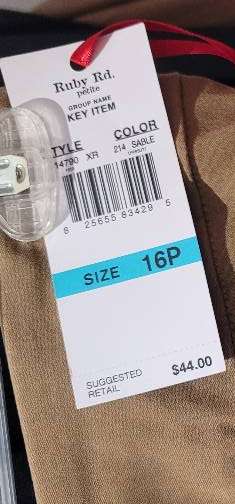 Ruby Rd.
petite
GROUP NAME
KEY ITEM
TYLE COLOR
14790 XR 214 SABLE
8 25655 83429 5
SIZE 16P
SUGGESTED
RETAIL $44.00